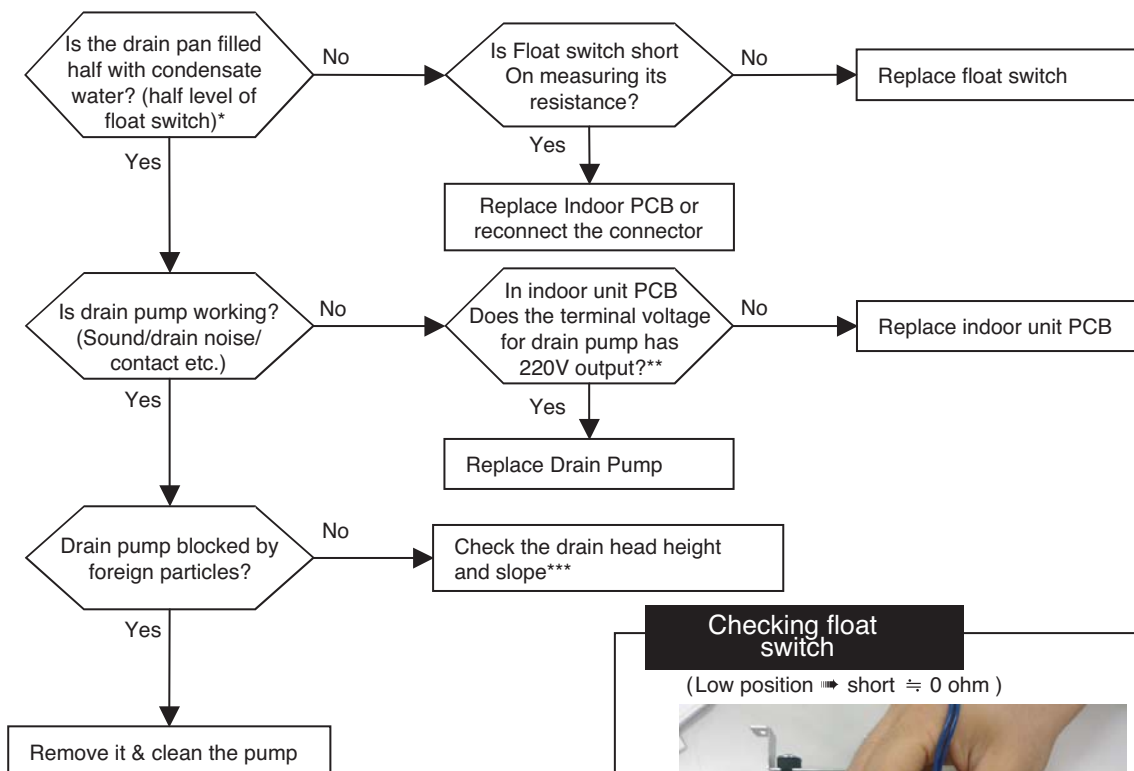 Is the drain pan filled
half with condensate
water? (half level of
float switch)*
No
Is Float switch short
On measuring its
resistance?
No
Replace float switch
Yes
Yes
Replace Indoor PCB or
reconnect the connector
Is drain pump working?
(Sound/drain noise/
contact etc.)
No
In indoor unit PCB
Does the terminal voltage
for drain pump has
220V output?**
No
Replace indoor unit PCB
Yes
Yes
Replace Drain Pump
Drain pump blocked by
foreign particles?
No
Check the drain head height
and slope***
Yes
Remove it & clean the pump
Checking float
switch
(Low position ➠ short ≒ 0 ohm )